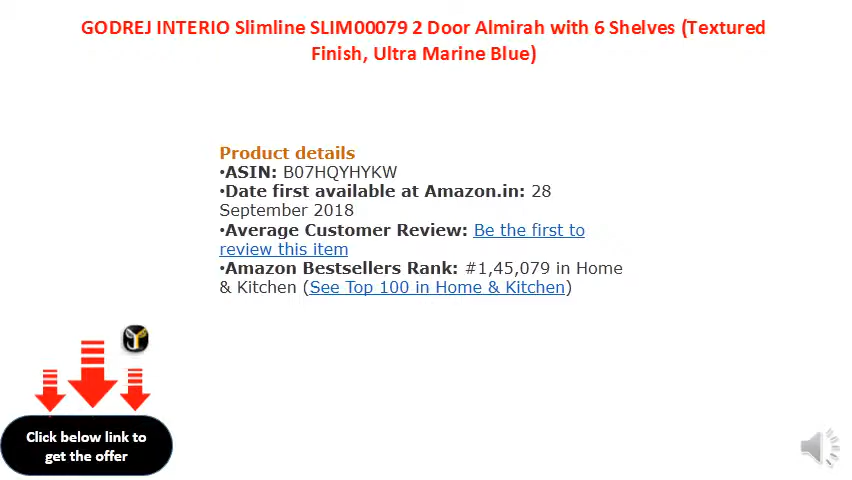 GODREJ INTERIO Slimline SLIM00079 2 Door Almirah with 6 Shelves (Textured
Finish, Ultra Marine Blue)
Product details
•ASIN: B07HQYHYKW
•Date first available at Amazon.in: 28
September 2018
•Average Customer Review: Be the first to
review this item
•Amazon Bestsellers Rank: #1,45,079 in Home
& Kitchen (See Top 100 in Home & Kitchen)
Click below link to
get the offer